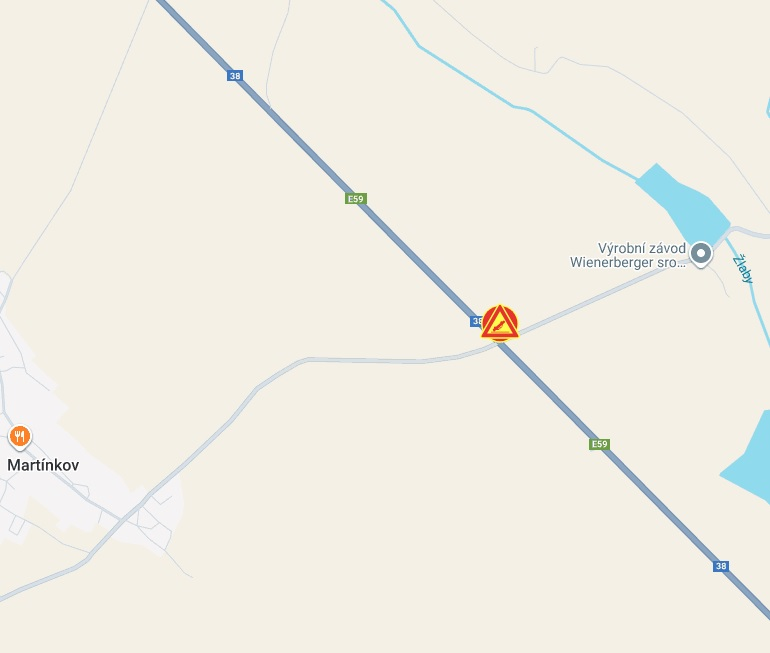 38
E59
Výrobní závod
Wienerberger sro...
Žlaby
38
E59
Martínkov
38